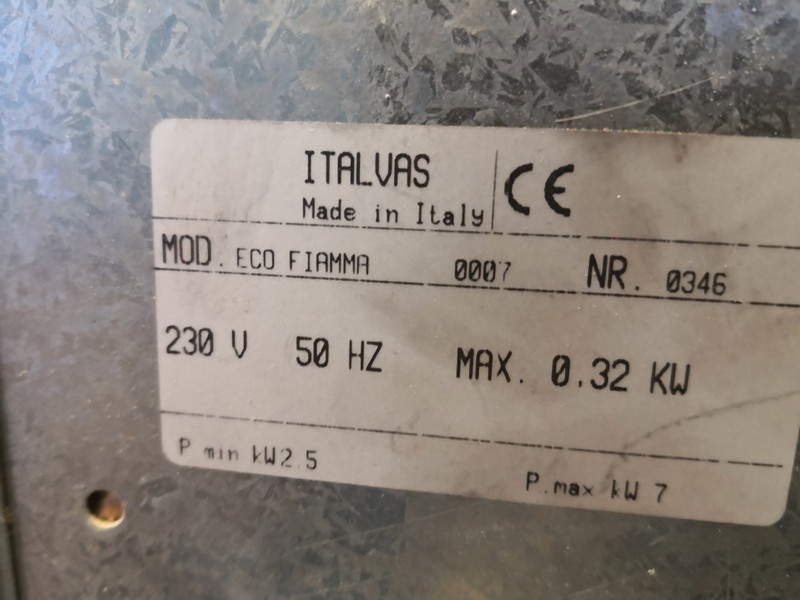 ITALVAS
Made in Italy
CE
MOD. ECO FIAMMA 0007 NR. 0346
230 V 50 HZ MAX. 0.32 KW
P min kW2.5 P.max kW 7